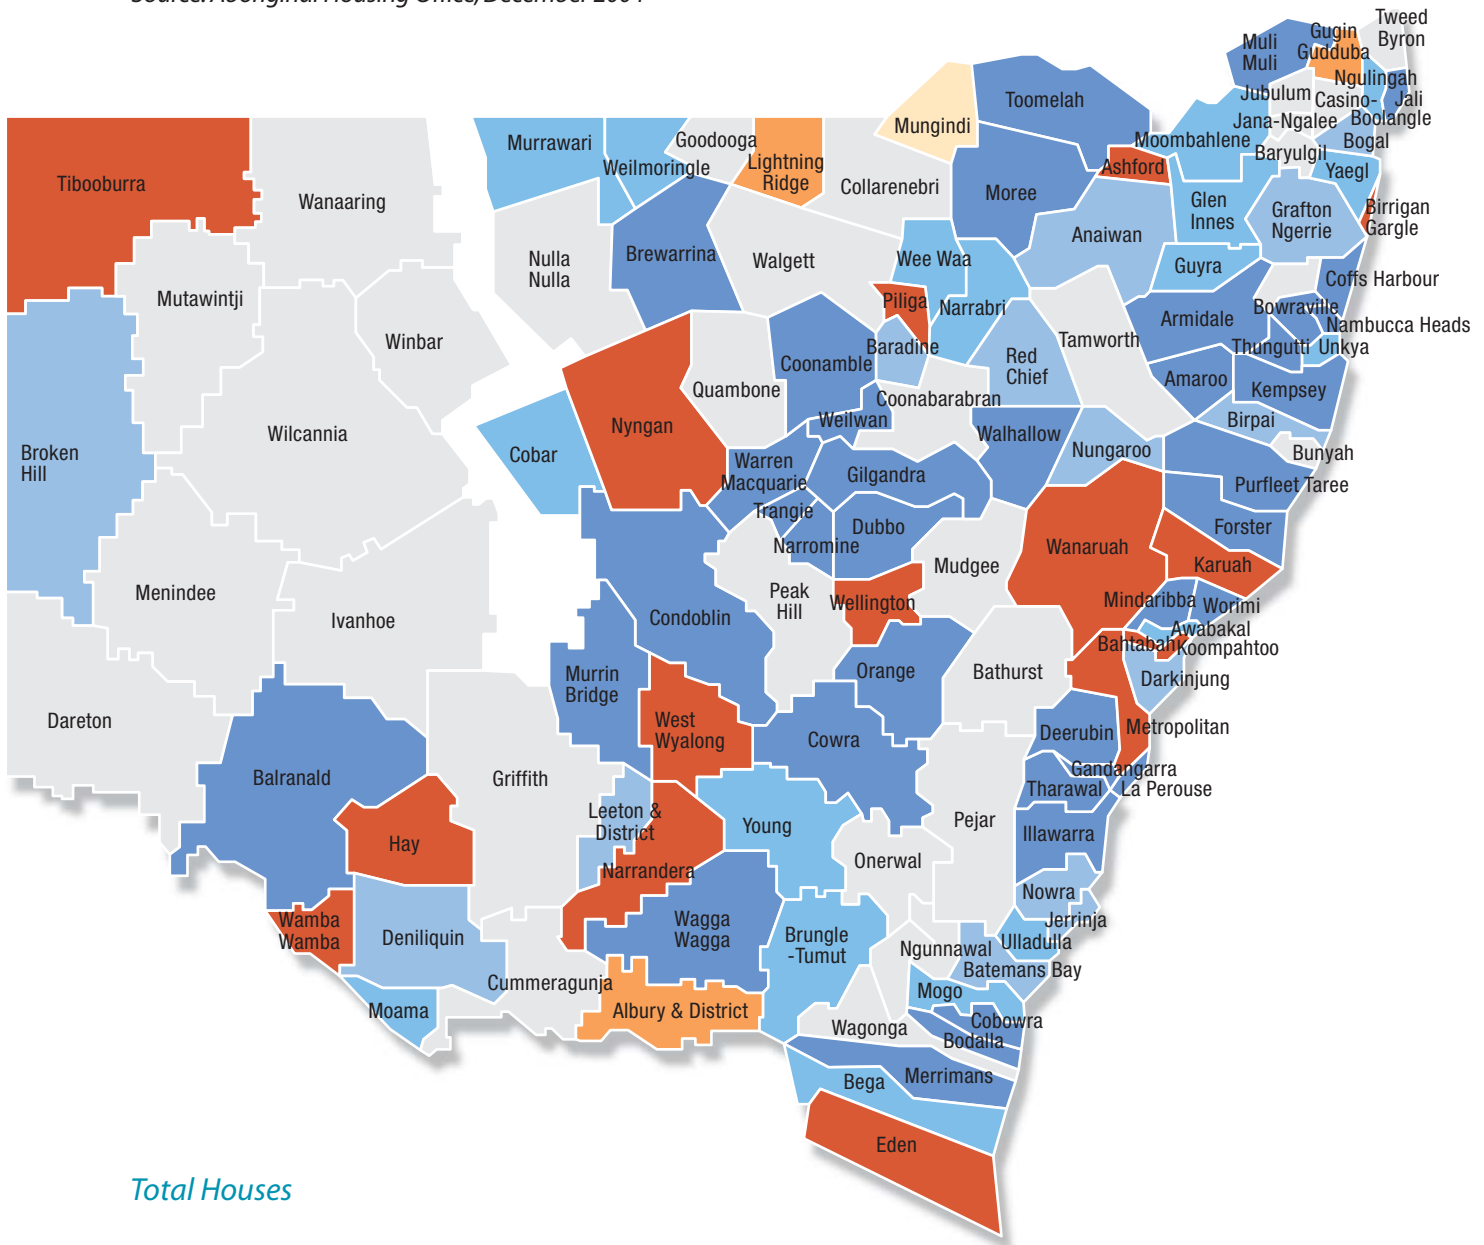 Source: Aboriginal Housing Office, December 2004
Tweed
Byron
Gugin
Gudduba
Muli
Muli
Ngulingah
Jubulum
Casino-
Boolangle
Jali
Jana-Ngalee
Bogal
Toomelah
Mungindi
Moombahlene
Baryulgil
Yaegl
Murrawari
Weilmoringle
Goodooga
Lightning
Ridge
Collarenebri
Ashford
Tibooburra
Wanaaring
Moree
Glen
Innes
Grafton
Ngerrie
Birrigan
Gargle
Anaiwan
Nulla
Nulla
Brewarrina
Walgett
Wee Waa
Guyra
Coffs Harbour
Mutawintji
Piliga
Narrabri
Bowraville
Armidale
Nambucca Heads
Winbar
Tamworth
Thungutti
Unkya
Baradine
Coonamble
Red
Chief
Amaroo
Kempsey
Quambone
Coonabarabran
Weilwan
Birpai
Nyngan
Wilcannia
Walhallow
Nungaroo
Bunyah
Broken
Hill
Cobar
Warren
Macquarie
Gilgandra
Purfleet Taree
Trangie
Dubbo
Forster
Narromine
Wanaruah
Mudgee
Karuah
Menindee
Peak
Hill
Wellington
Mindaribba
Worimi
Ivanhoe
Condoblin
Awabakal
Bahtabah
Koompahtoo
Murrin
Bridge
Orange
Bathurst
Darkinjung
Dareton
West
Wyalong
Cowra
Deerubin
Metropolitan
Balranald
Griffith
Gandangarra
Tharawal
La Perouse
Leeton &
District
Young
Pejar
Illawarra
Hay
Onerwal
Narrandera
Nowra
Wamba
Wamba
Deniliquin
Wagga
Wagga
Brungle
-Tumut
Jerrinja
Ngunnawal
Ulladulla
Batemans Bay
Cummeragunja
Mogo
Moama
Albury & District
Wagonga
Cobowra
Bodalla
Bega
Merrimans
Eden
Total Houses